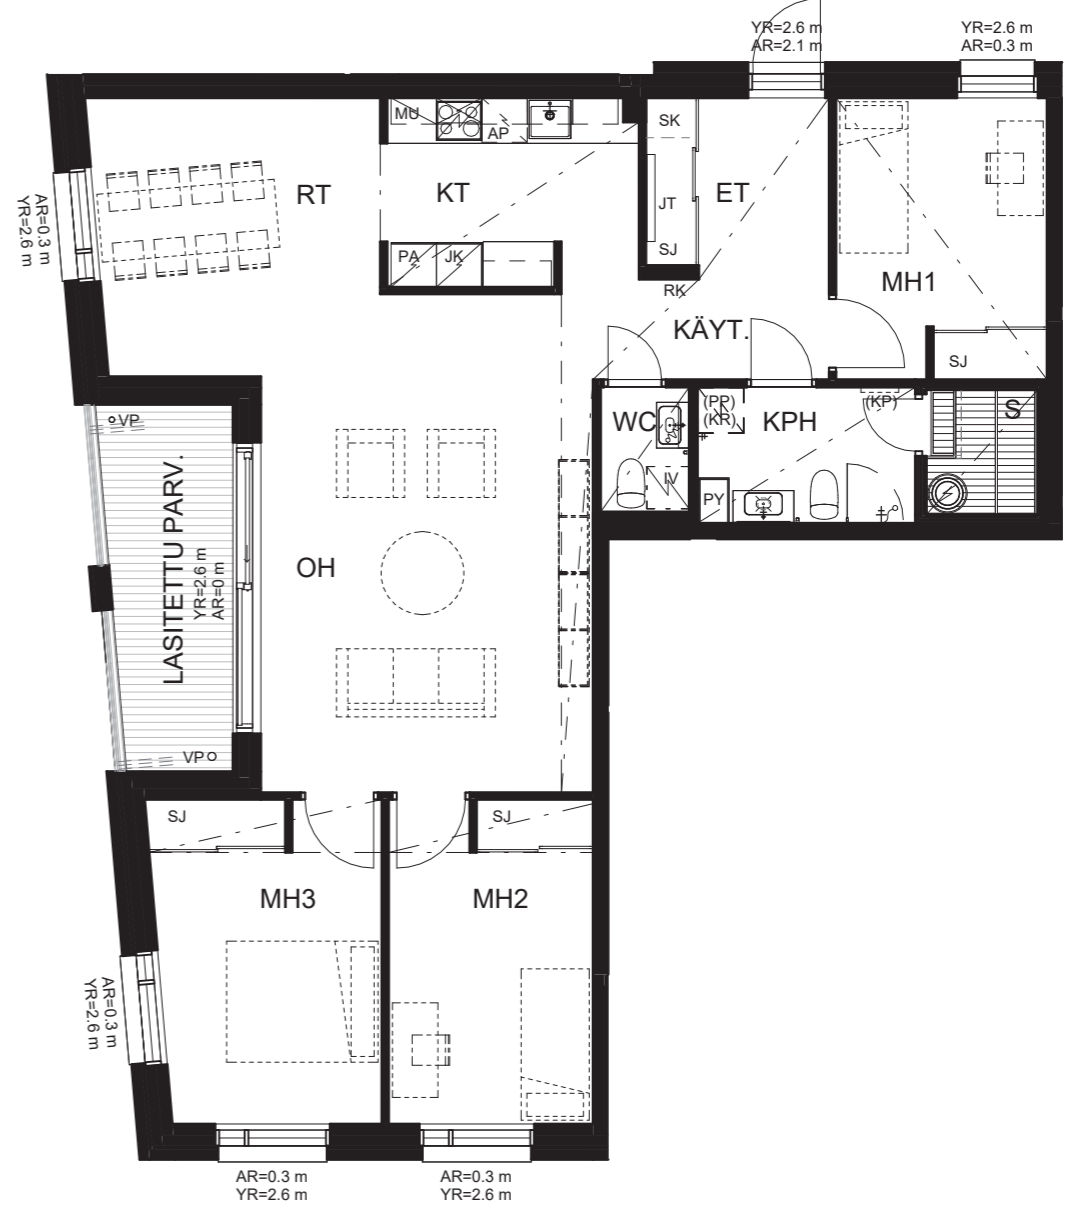 YR=2.6 m
AR=2.1 m
YR=2.6 m
AR=0.3 m
MU
AP
SK
RT
KT
JT
ET
AR=0.3 m
YR=2.6 m
PA
JK
SJ
RK
MH1
KÄYT.
SJ
VP
WC
(PP)
(KR)
KPH
(KP)
S
IV
PY
LASITETTU PARV.
YR=2.6 m
AR=0 m
OH
VP
SJ
SJ
MH3
MH2
AR=0.3 m
YR=2.6 m
AR=0.3 m
YR=2.6 m
AR=0.3 m
YR=2.6 m